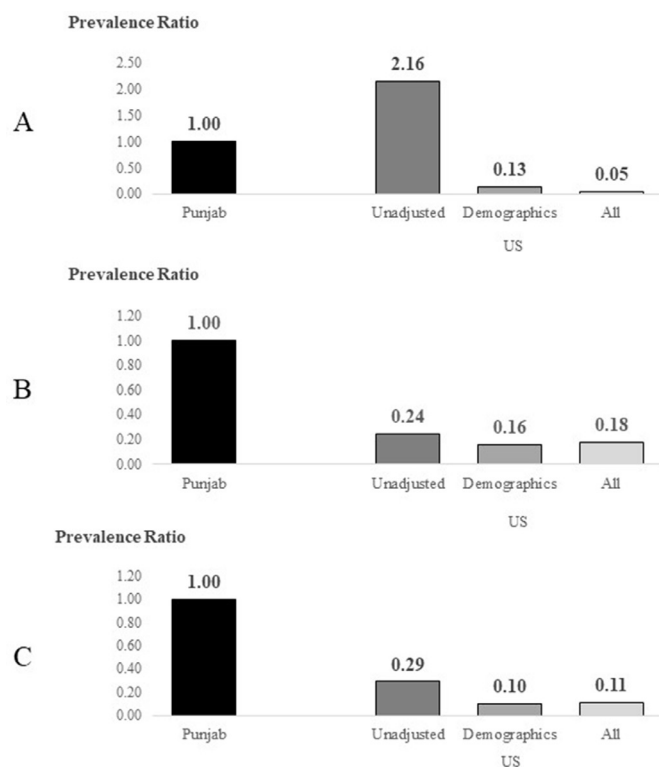 Prevalence Ratio
A
2.50
2.00
1.50
1.00
0.50
0.00
1.00
2.16
0.13
0.05
Punjab
Unadjusted
Demographics
All
US
Prevalence Ratio
B
1.20
1.00
0.80
0.60
0.40
0.20
0.00
1.00
0.24
0.16
0.18
Punjab
Unadjusted
Demographics
All
US
Prevalence Ratio
C
1.20
1.00
0.80
0.60
0.40
0.20
0.00
1.00
0.29
0.10
0.11
Punjab
Unadjusted
Demographics
All
US